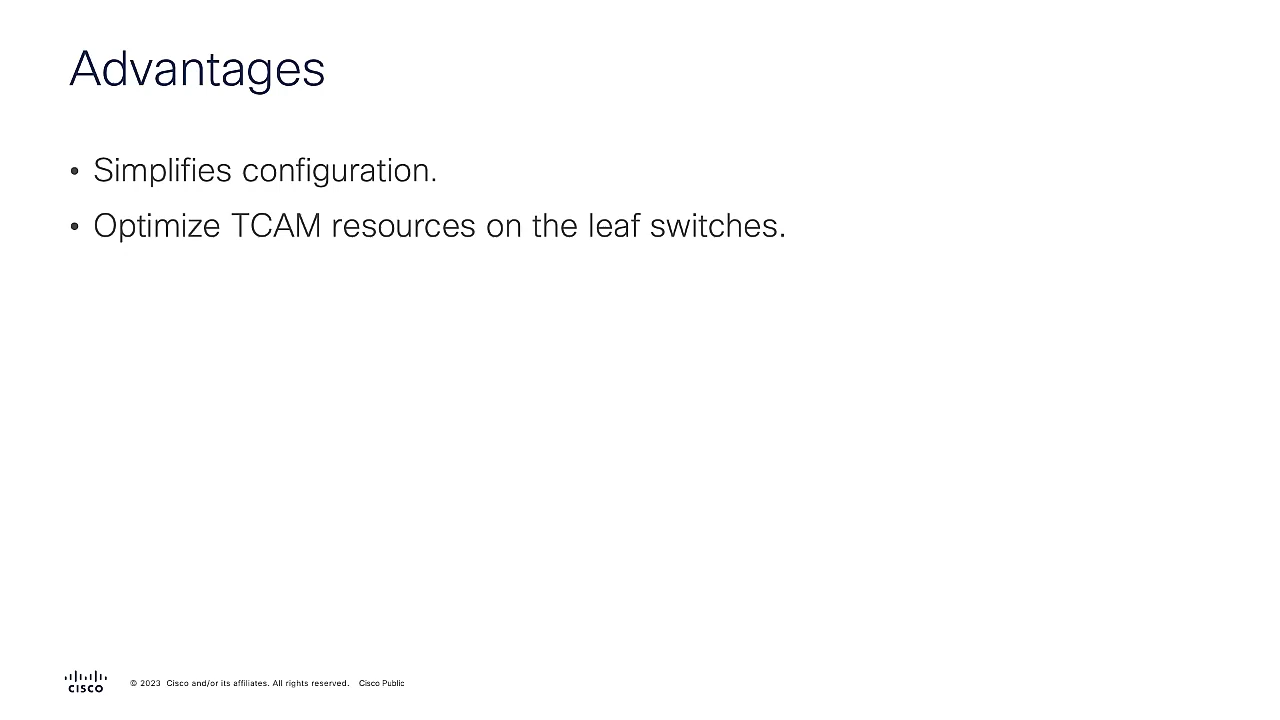 Advantages
• Simplifies configuration.
• Optimize TCAM resources on the leaf switches.
CISCO
© 2023 Cisco and/or its affiliates. All rights reserved. Cisco Public